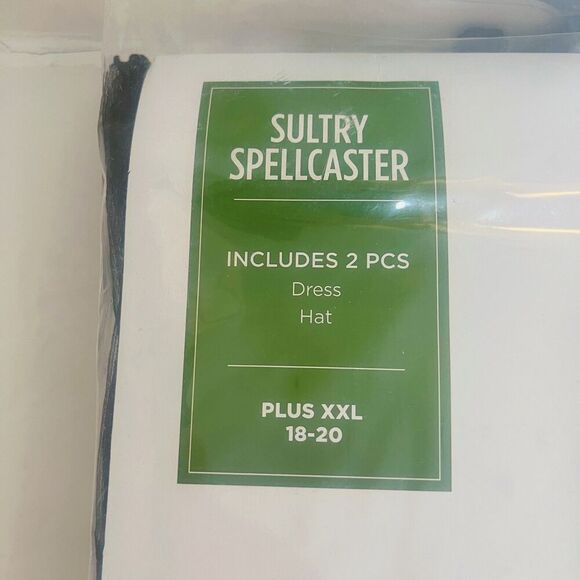 SULTRY
SPELLCASTER
INCLUDES 2 PCS
Dress
Hat
PLUS XXL
18-20